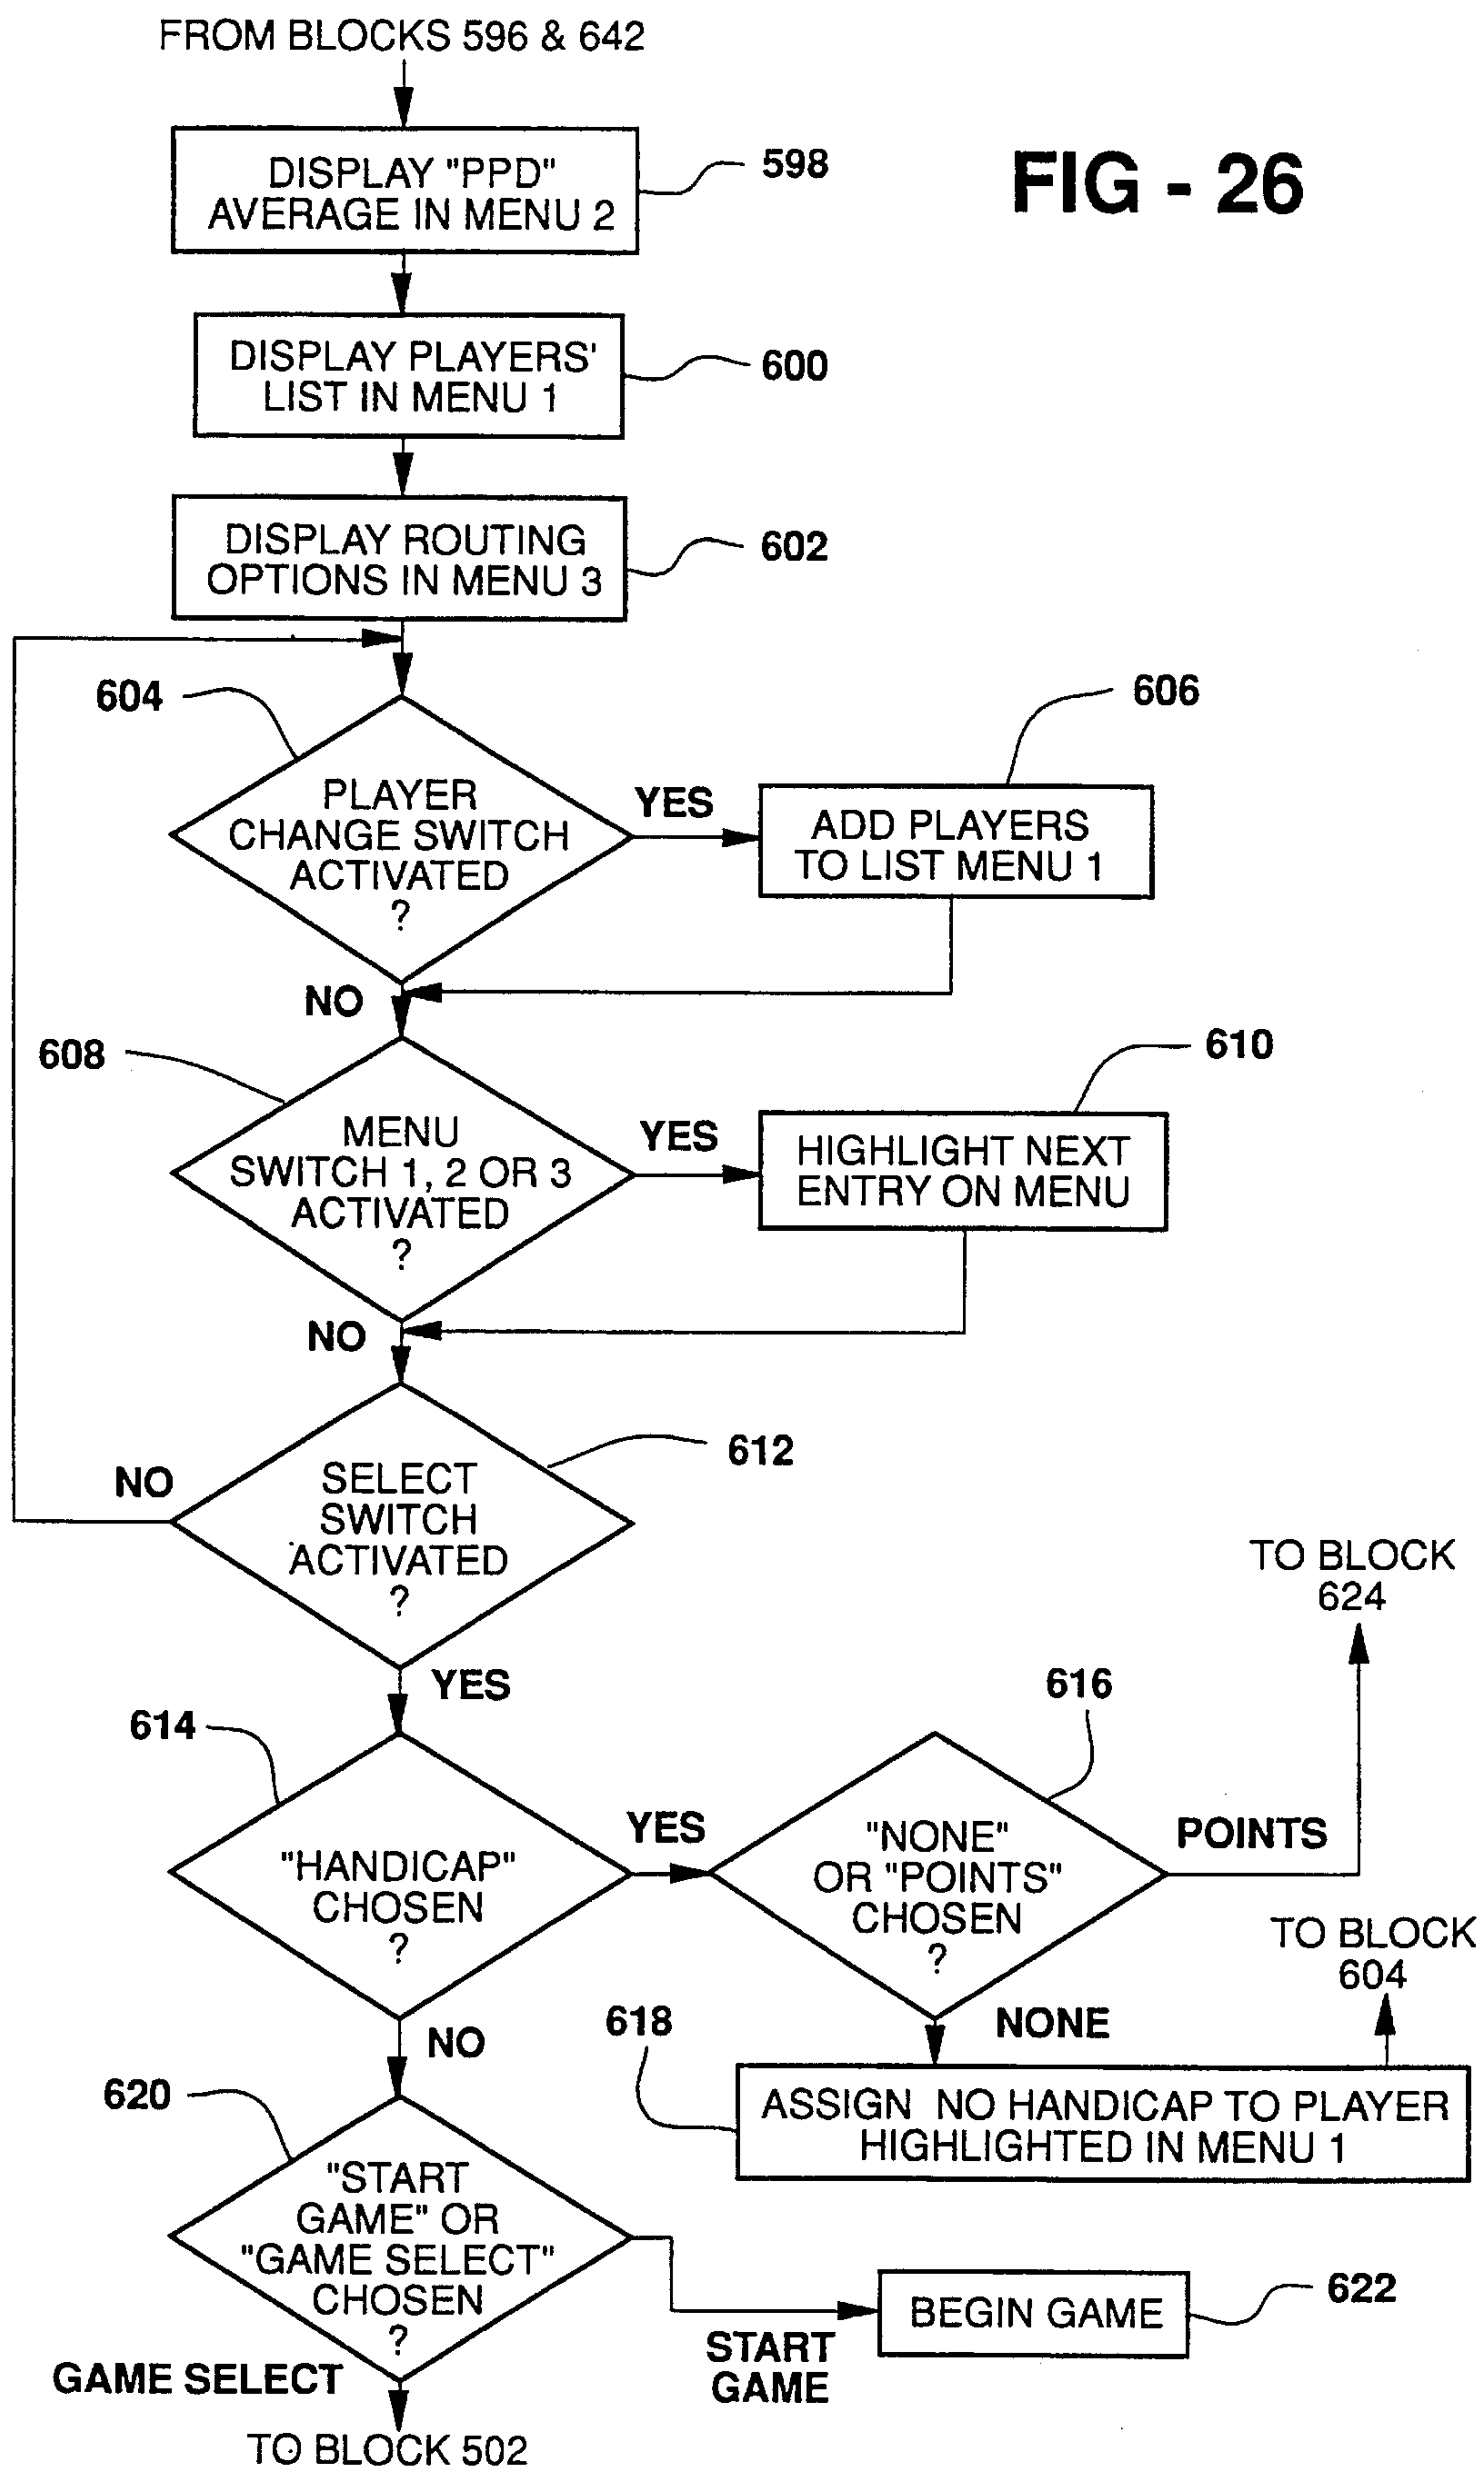 FROM BLOCKS 596 & 642
FIG - 26
DISPLAY "PPD"
AVERAGE IN MENU 2
598
DISPLAY PLAYERS'
LIST IN MENU 1
600
DISPLAY ROUTING
OPTIONS IN MENU 3
602
604
PLAYER
CHANGE SWITCH
ACTIVATED
?
YES
606
ADD PLAYERS
TO LIST MENU 1
NO
608
MENU
SWITCH 1, 2 OR 3
ACTIVATED
?
YES
610
HIGHLIGHT NEXT
ENTRY ON MENU
NO
612
SELECT
SWITCH
ACTIVATED
?
NO
YES
614
"HANDICAP"
CHOSEN
?
YES
616
"NONE"
OR "POINTS"
CHOSEN
?
POINTS
TO BLOCK
624
NONE
TO BLOCK
604
618
ASSIGN NO HANDICAP TO PLAYER
HIGHLIGHTED IN MENU 1
NO
620
"START
GAME" OR
"GAME SELECT"
CHOSEN
?
START
GAME
BEGIN GAME
622
GAME SELECT
TO BLOCK 502